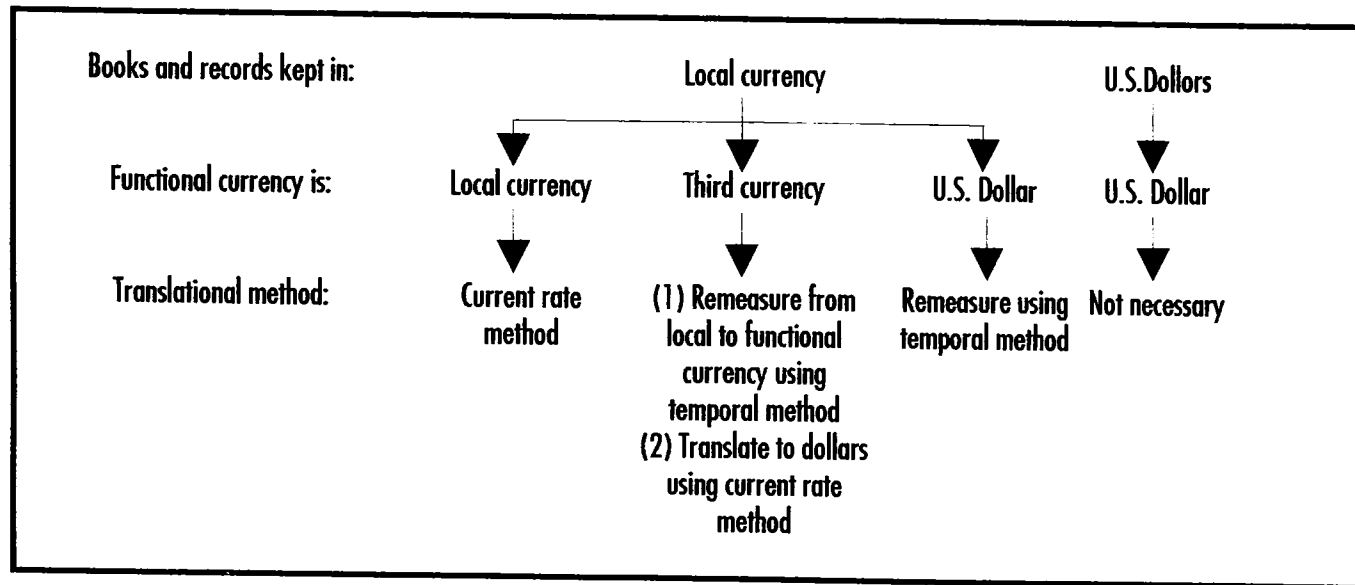 Books and records kept in:
Local currency
U.S.Dollors
Functional currency is:
Local currency
Third currency
U.S. Dollar
U.S. Dollar
Translational method:
Current rate
method
(1) Remeasure from
local to functional
currency using
temporal method
(2) Translate to dollars
using current rate
method
Remeasure using
temporal method
Not necessary